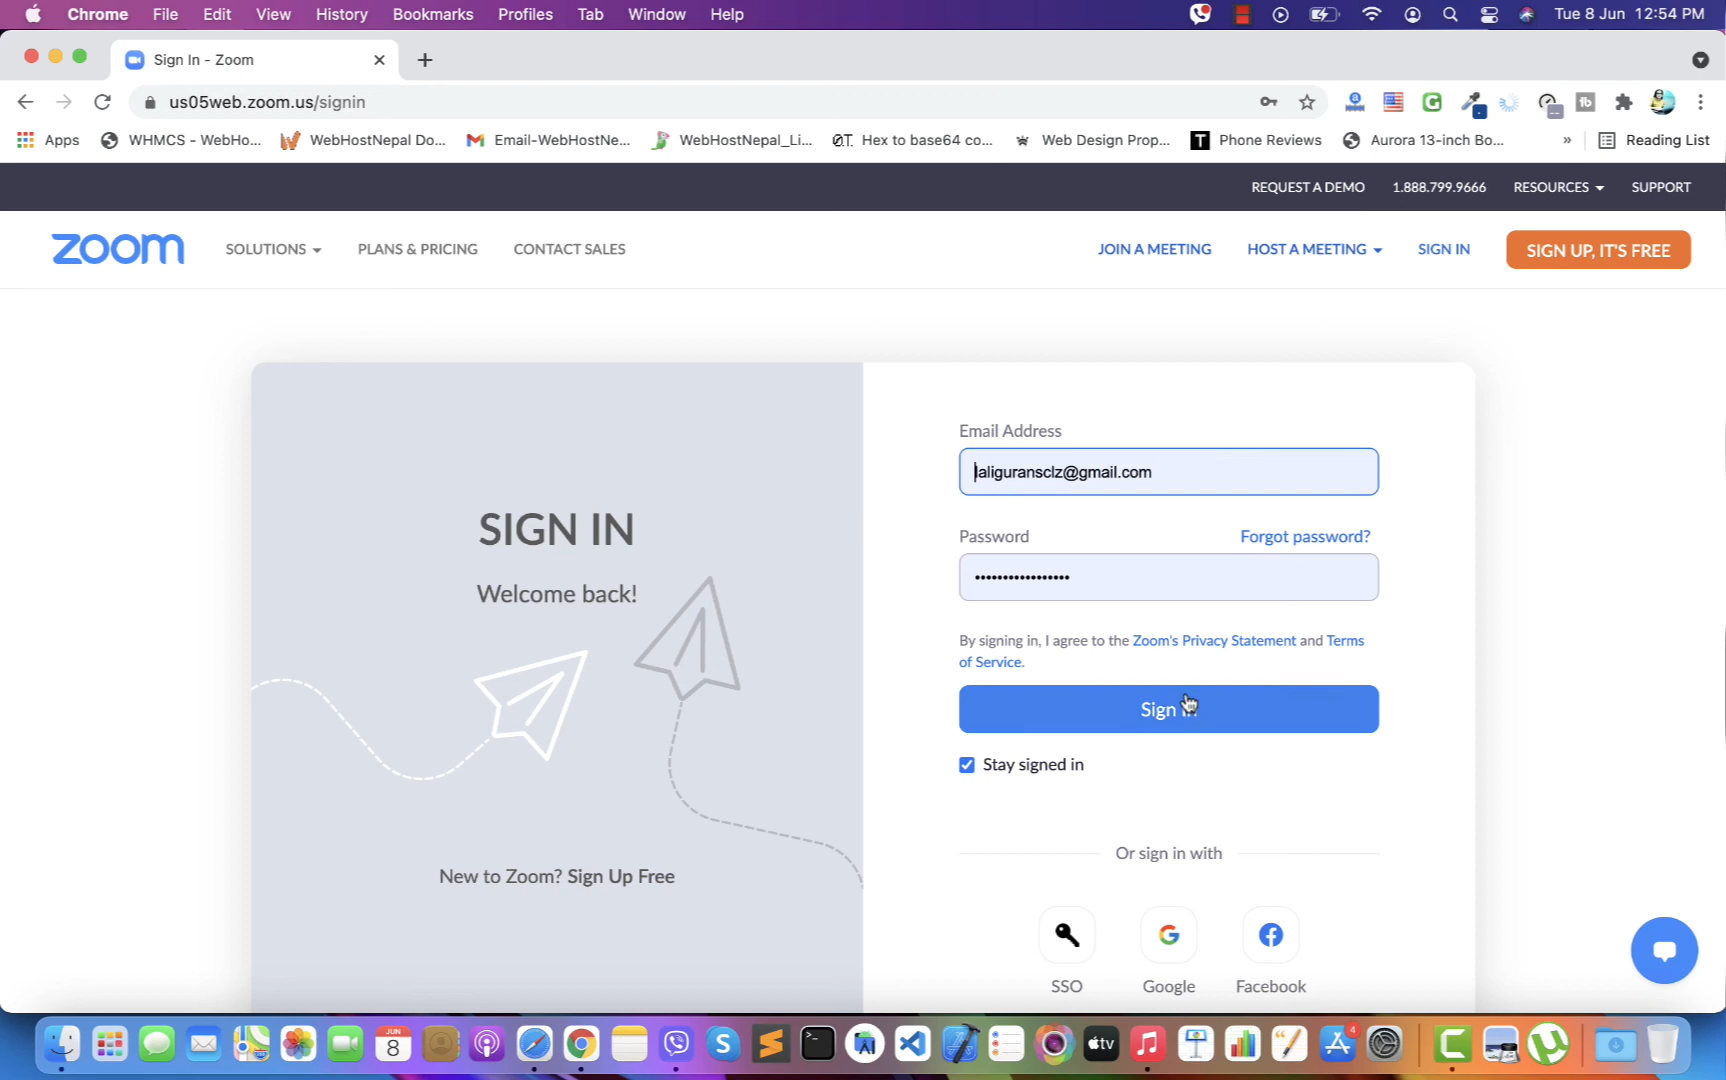 Chrome File Edit View History Bookmarks Profiles Tab Window Help Tue 8 Jun 12:54 PM
Sign In - Zoom
us05web.zoom.us/signin
Apps WHMCS - WebHo... WebHostNepal Do... Email-WebHostNe... WebHostNepal_Li... Hex to base64 co... Web Design Prop... Phone Reviews Aurora 13-inch Bo... » Reading List
REQUEST A DEMO 1.888.799.9666 RESOURCES SUPPORT
zoom SOLUTIONS PLANS & PRICING CONTACT SALES JOIN A MEETING HOST A MEETING SIGN IN SIGN UP, IT'S FREE
SIGN IN
Welcome back!
New to Zoom? Sign Up Free
Email Address
laliguransclz@gmail.com
Password Forgot password?
By signing in, I agree to the Zoom's Privacy Statement and Terms
of Service.
Sign In
Stay signed in
Or sign in with
SSO Google Facebook
JUN
8
tv
4